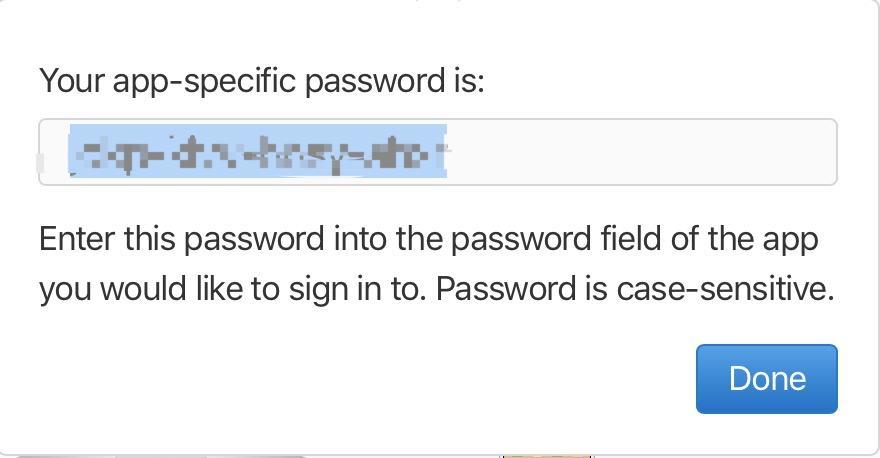 Your app-specific password is:
Enter this password into the password field of the app
you would like to sign in to. Password is case-sensitive.
Done